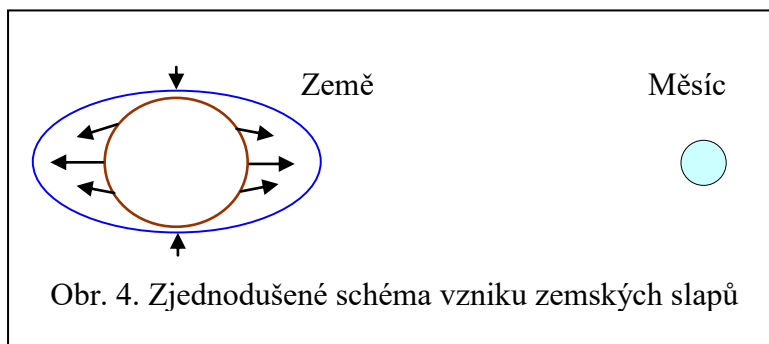 Země Měsíc
Obr. 4. Zjednodušené schéma vzniku zemských slapů